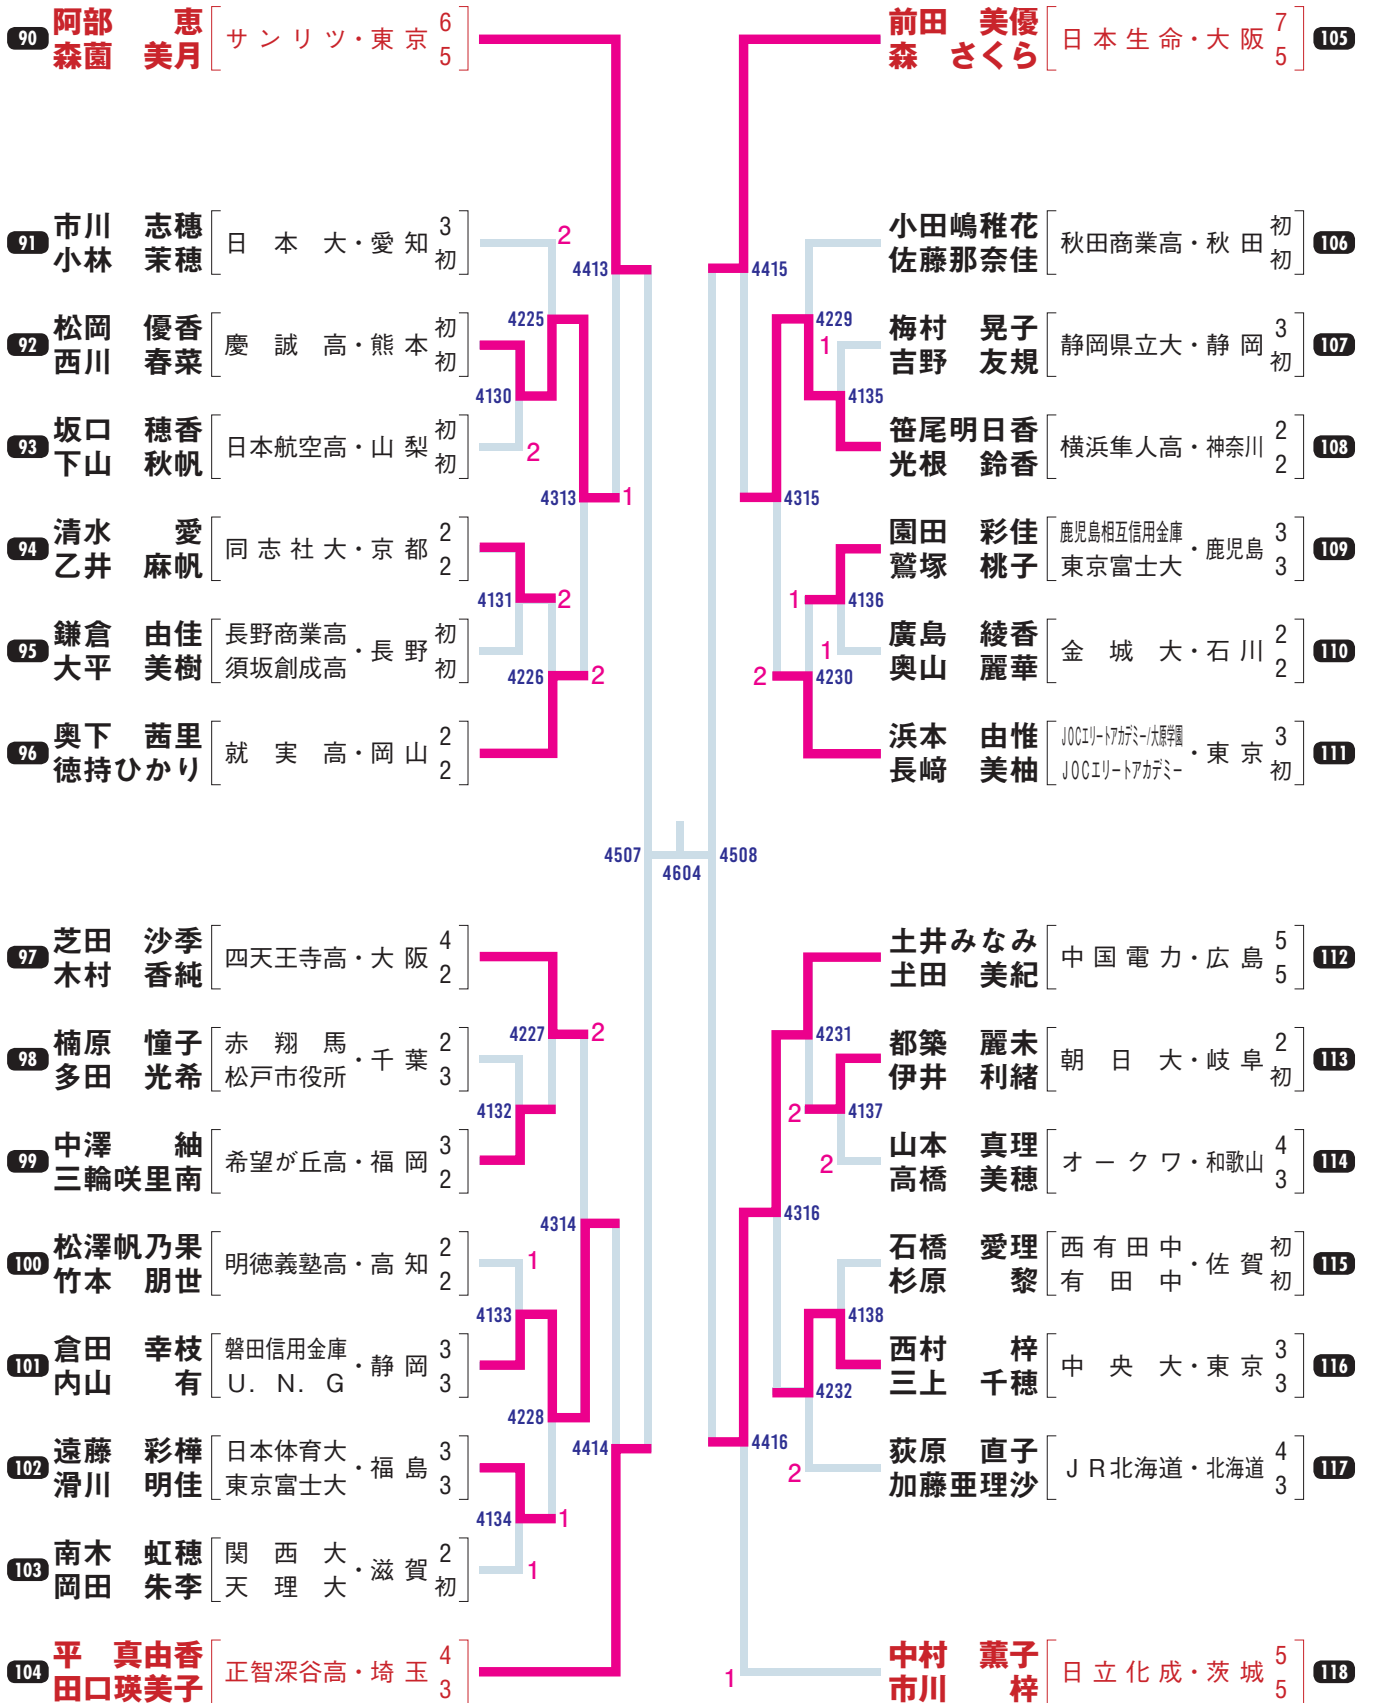 90 阿部　恵 サンリツ・東京 6
森薗　美月 5
91 市川　志穂 日本大・愛知 3
小林　茉穂 初
92 松岡　優香 慶誠高・熊本 初
西川　春菜 初
93 坂口　穂香 日本航空高・山梨 初
下山　秋帆 初
94 清水　愛 同志社大・京都 2
乙井　麻帆 2
95 鎌倉　由佳 長野商業高・長野 初
大平　美樹 須坂創成高 初
96 奥下　茜里 就実高・岡山 2
徳持ひかり 2
97 芝田　沙季 四天王寺高・大阪 4
木村　香純 2
98 楠原　憧子 赤翔馬・千葉 2
多田　光希 松戸市役所 3
99 中澤　紬 希望が丘高・福岡 3
三輪咲里南 2
100 松澤帆乃果 明徳義塾高・高知 2
竹本　朋世 2
101 倉田　幸枝 磐田信用金庫・静岡 3
内山　有 U.N.G 3
102 遠藤　彩樺 日本体育大・福島 3
滑川　明佳 東京富士大 3
103 南木　虹穂 関西大・滋賀 2
岡田　朱李 天理大 初
104 平　真由香 正智深谷高・埼玉 4
田口瑛美子 3
2
4413
4225
4130
2
4313
1
4131
2
4226
2
4507
4604
4508
4227
2
4132
4314
1
4133
4228
4414
4134
1
1
4415
4229
1
4135
4315
1
4136
1
2
4230
4231
2
4137
2
4316
4138
4232
4416
2
1
前田　美優 日本生命・大阪 7 105
森　さくら 5
小田嶋稚花 秋田商業高・秋田 初 106
佐藤那奈佳 初
梅村　晃子 静岡県立大・静岡 3 107
吉野　友規 初
笹尾明日香 横浜隼人高・神奈川 2 108
光根　鈴香 2
園田　彩佳 鹿児島相互信用金庫・鹿児島 3 109
鷲塚　桃子 東京富士大 3
廣島　綾香 金城大・石川 2 110
奥山　麗華 2
浜本　由惟 JOCエリートアカデミー/大原学園・東京 3 111
長﨑　美柚 JOCエリートアカデミー 初
土井みなみ 中国電力・広島 5 112
𡈽田　美紀 5
都築　麗未 朝日大・岐阜 2 113
伊井　利緒 初
山本　真理 オークワ・和歌山 4 114
高橋　美穂 3
石橋　愛理 西有田中・佐賀 初 115
杉原　黎 有田中 初
西村　梓 中央大・東京 3 116
三上　千穂 3
荻原　直子 JR北海道・北海道 4 117
加藤亜理沙 3
中村　薫子 日立化成・茨城 5 118
市川　梓 5